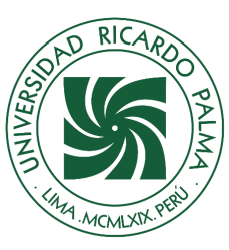 UNIVERSIDAD RICARDO PALMA
· LIMA . MCMLXIX . PERÚ ·